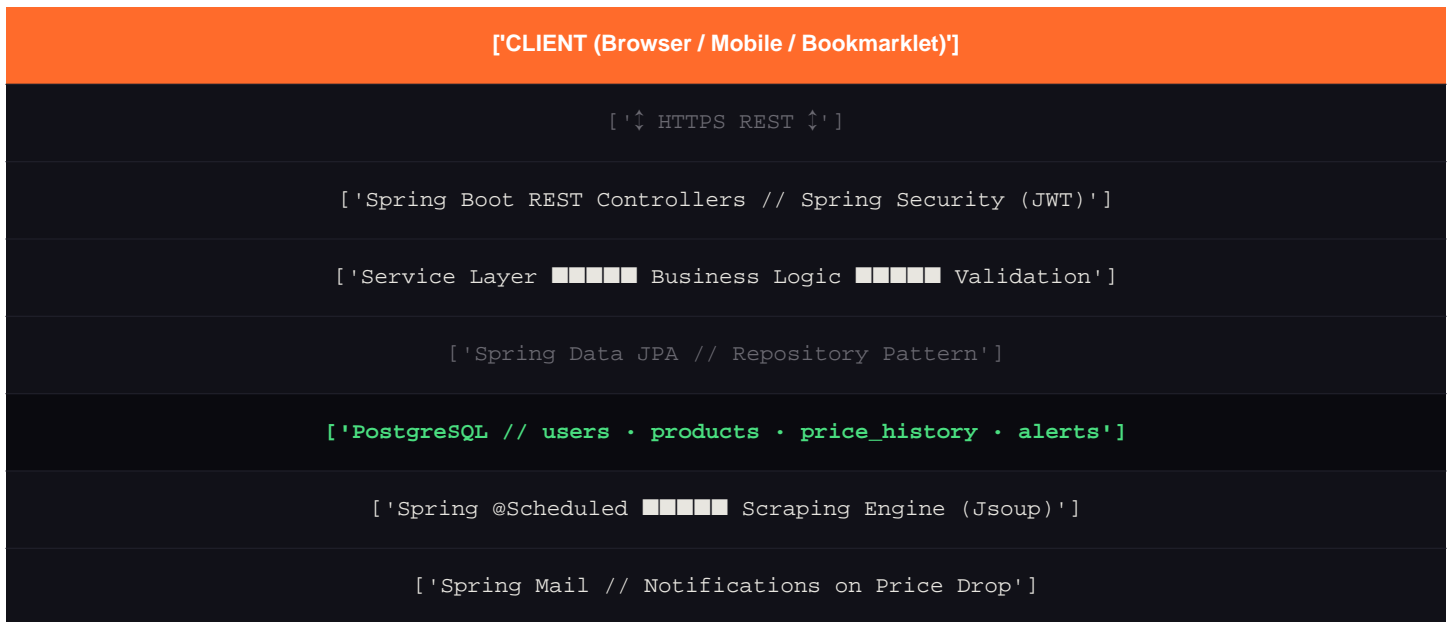 ['CLIENT (Browser / Mobile / Bookmarklet)']
['↕ HTTPS REST ↕']
['Spring Boot REST Controllers // Spring Security (JWT)']
['Service Layer ■■■■■ Business Logic ■■■■■ Validation']
['Spring Data JPA // Repository Pattern']
['PostgreSQL // users · products · price_history · alerts']
['Spring @Scheduled ■■■■■ Scraping Engine (Jsoup)']
['Spring Mail // Notifications on Price Drop']